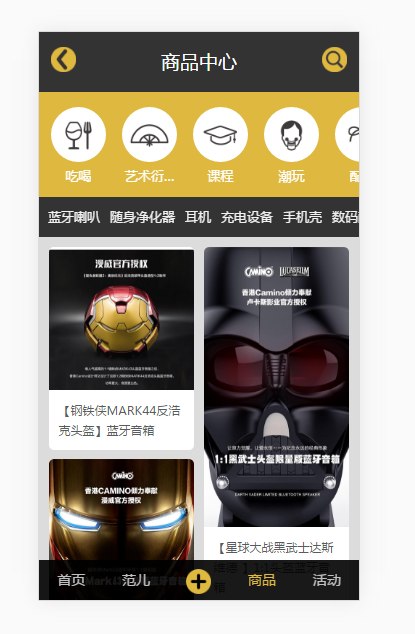 商品中心
吃喝 艺术衍... 课程 潮玩
蓝牙喇叭 随身净化器 耳机 充电设备 手机壳 数码
漫威官方授权
【钢铁侠MARK44反浩
克头盔】蓝牙音箱
CAMINO
香港CAMINO倾力奉献
漫威官方授权
CAMINO LUCASFILM
香港Camino倾力奉献
卢卡斯影业官方授权
1:1黑武士头盔限量版蓝牙音箱
DARTH VADER LIMITED BLUETOOTH SPEAKER
【星球大战黑武士达斯
首页 范儿 商品 活动